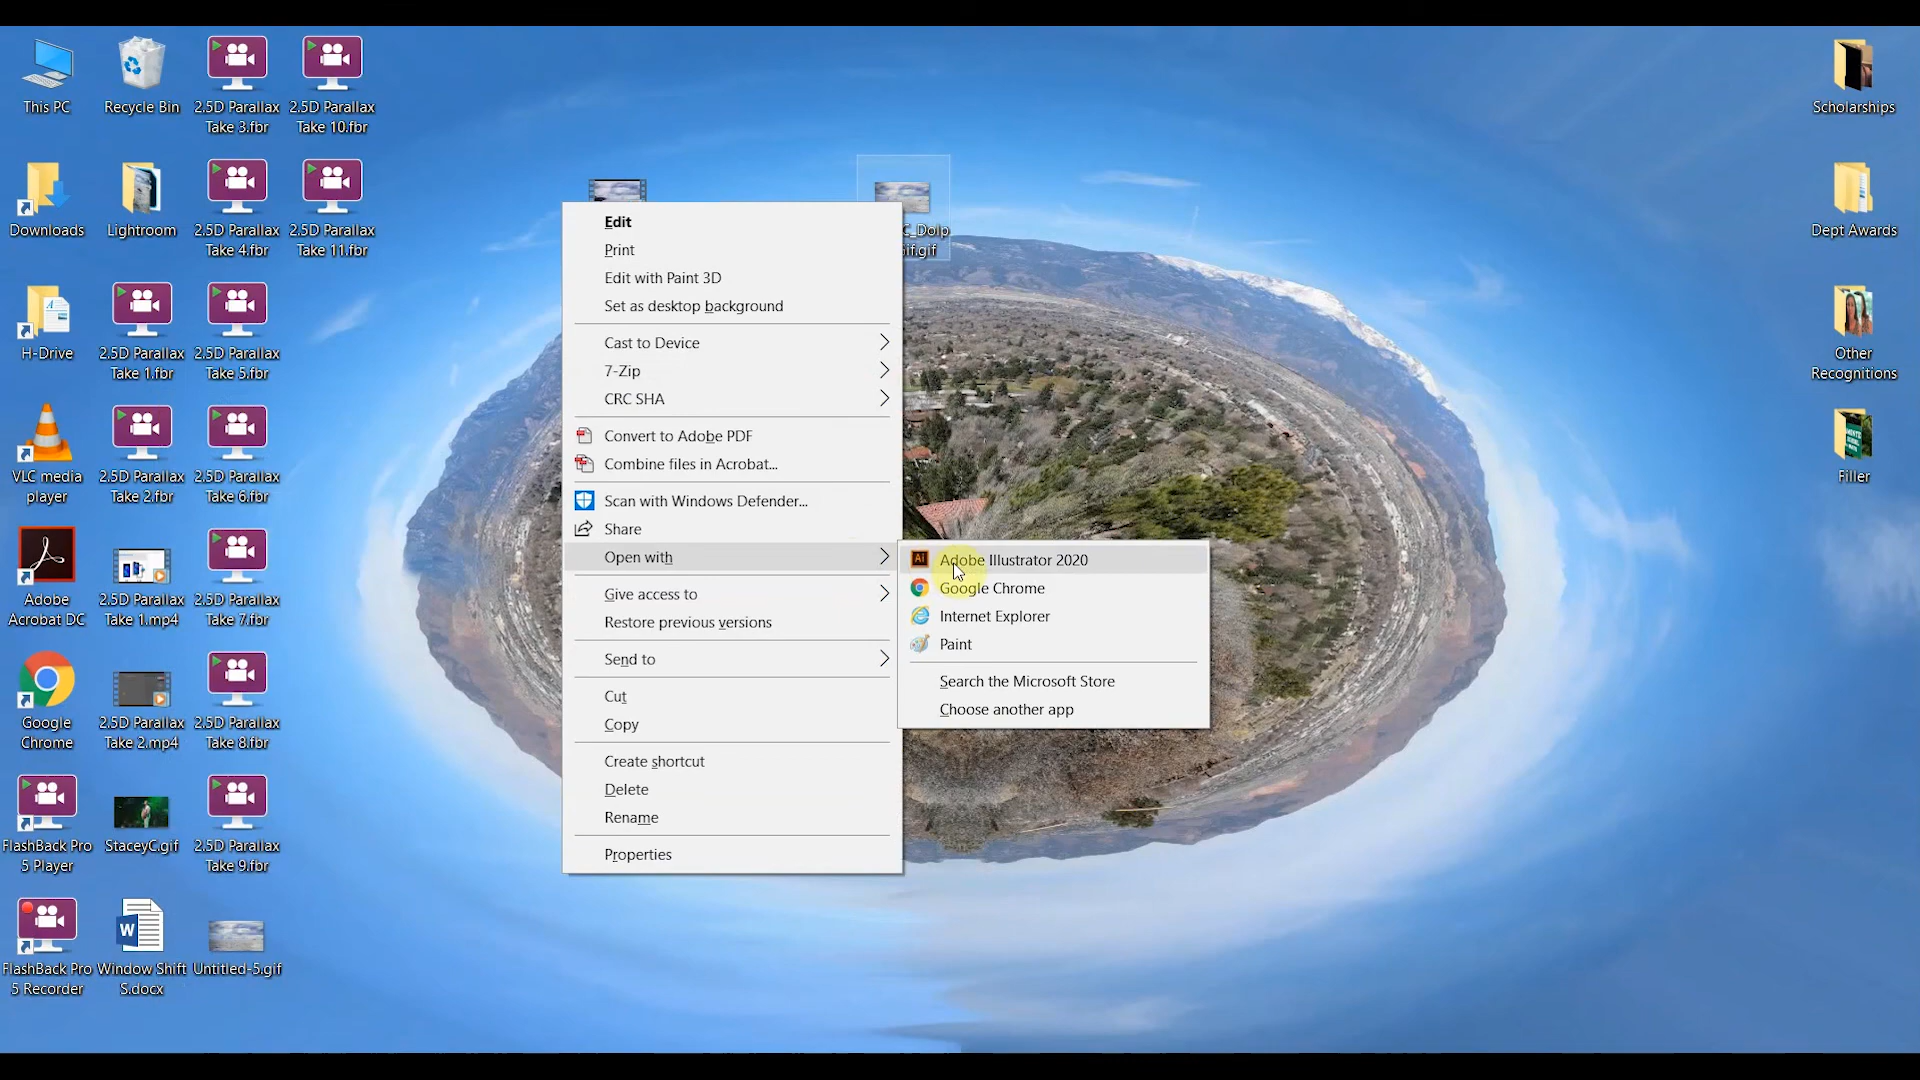 This PC
Recycle Bin
2.5D Parallax
Take 3.fbr
2.5D Parallax
Take 10.fbr
Scholarships
Downloads
Lightroom
2.5D Parallax
Take 4.fbr
2.5D Parallax
Take 11.fbr
C_Dolp
gif.gif
Dept Awards
H-Drive
2.5D Parallax
Take 1.fbr
2.5D Parallax
Take 5.fbr
Other
Recognitions
VLC media
player
2.5D Parallax
Take 2.fbr
2.5D Parallax
Take 6.fbr
Filler
Adobe
Acrobat DC
2.5D Parallax
Take 1.mp4
2.5D Parallax
Take 7.fbr
Google
Chrome
2.5D Parallax
Take 2.mp4
2.5D Parallax
Take 8.fbr
FlashBack Pro
5 Player
StaceyC.gif
2.5D Parallax
Take 9.fbr
FlashBack Pro
5 Recorder
Window Shift
S.docx
Untitled-5.gif
Edit
Print
Edit with Paint 3D
Set as desktop background
Cast to Device
7-Zip
CRC SHA
Convert to Adobe PDF
Combine files in Acrobat...
Scan with Windows Defender...
Share
Open with
Give access to
Restore previous versions
Send to
Cut
Copy
Create shortcut
Delete
Rename
Properties
Ai Adobe Illustrator 2020
Google Chrome
Internet Explorer
Paint
Search the Microsoft Store
Choose another app